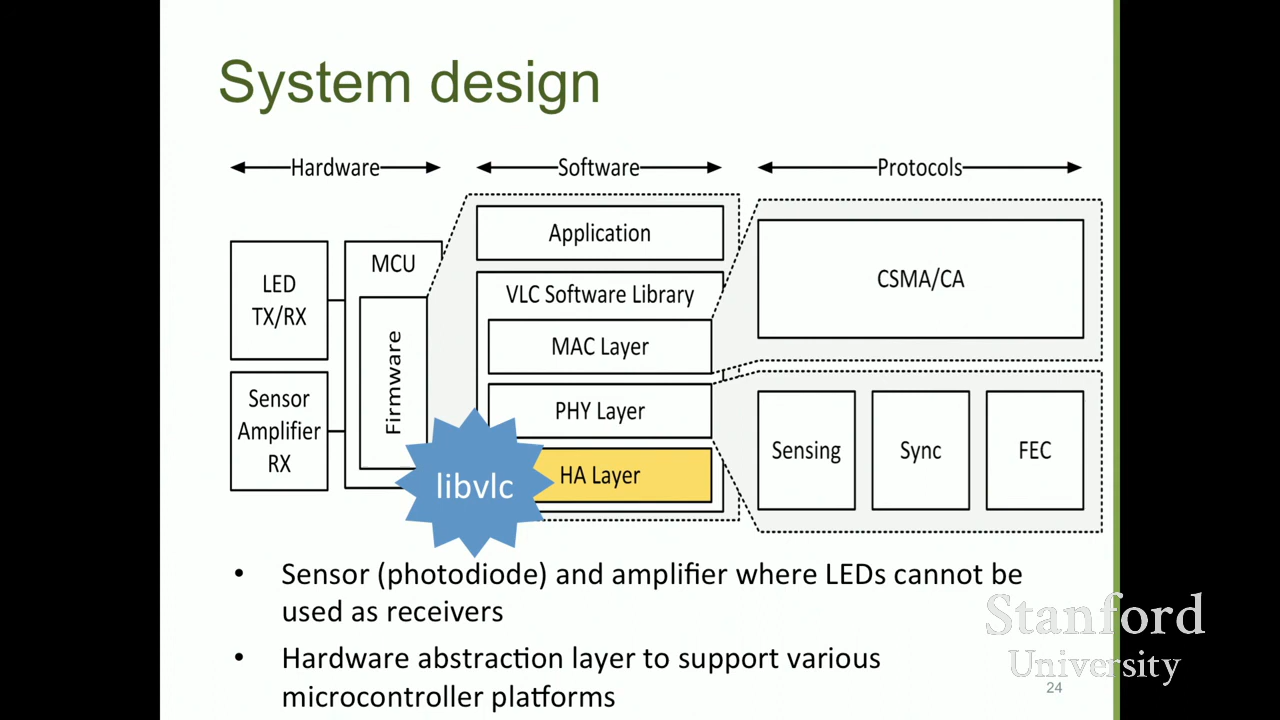 System design
Hardware
Software
Protocols
LED
TX/RX
Sensor
Amplifier
RX
MCU
Firmware
Application
VLC Software Library
MAC Layer
PHY Layer
HA Layer
libvlc
CSMA/CA
Sensing
Sync
FEC
• Sensor (photodiode) and amplifier where LEDs cannot be
used as receivers
• Hardware abstraction layer to support various
microcontroller platforms
Stanford
University
24